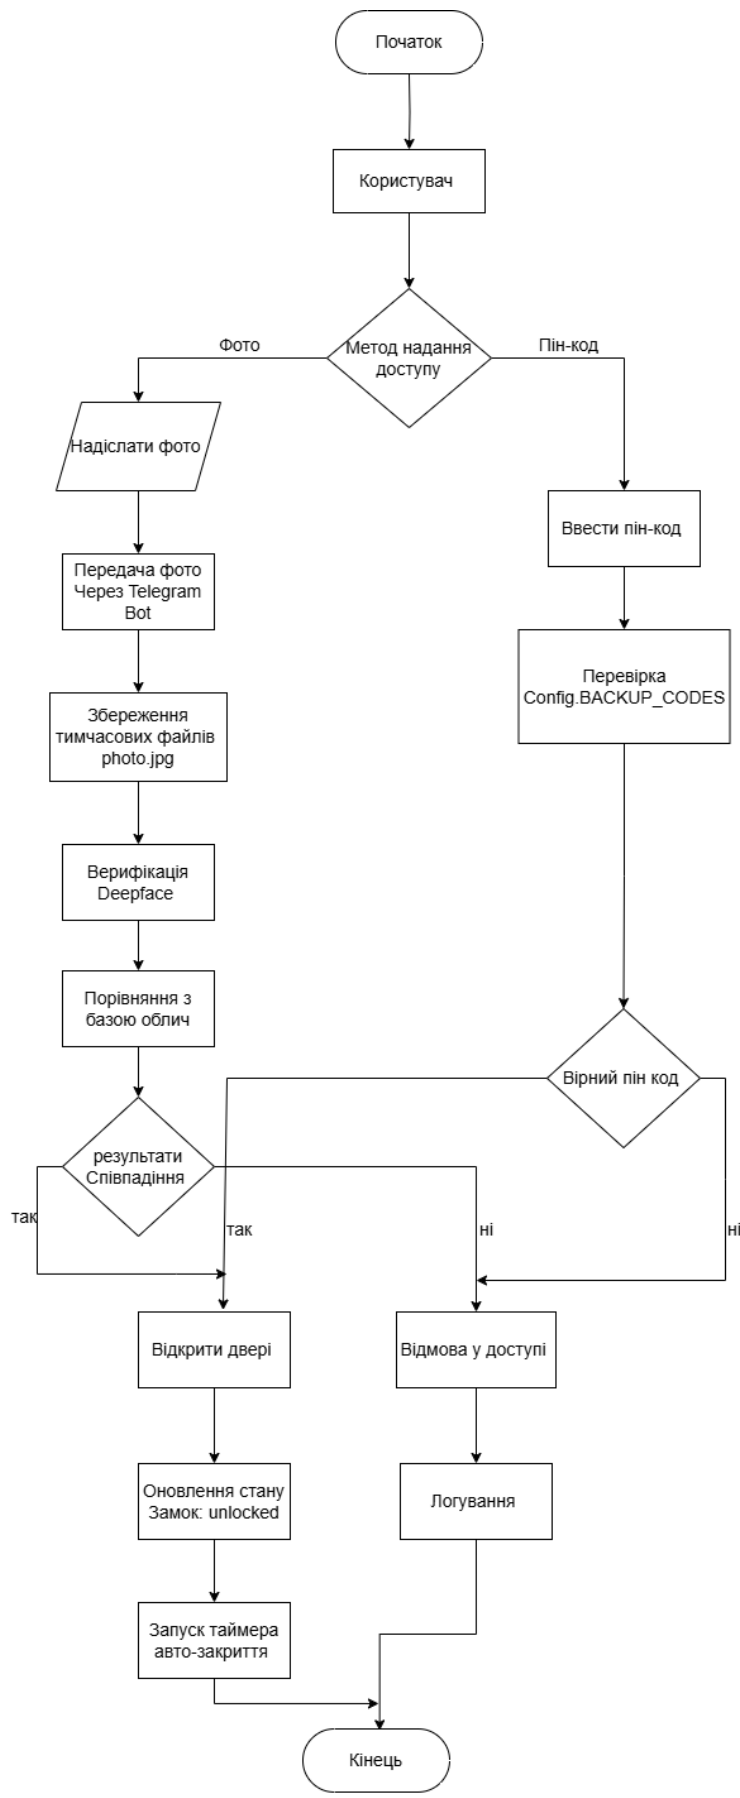 Початок
Користувач
Метод надання
доступу
Фото
Пін-код
Надіслати фото
Ввести пін-код
Передача фото
Через Telegram
Bot
Перевірка
Config.BACKUP_CODES
Збереження
тимчасових файлів
photo.jpg
Верифікація
Deepface
Порівняння з
базою облич
Вірний пін код
результати
Співпадіння
так
так
ні
ні
Відкрити двері
Відмова у доступі
Оновлення стану
Замок: unlocked
Логування
Запуск таймера
авто-закриття
Кінець